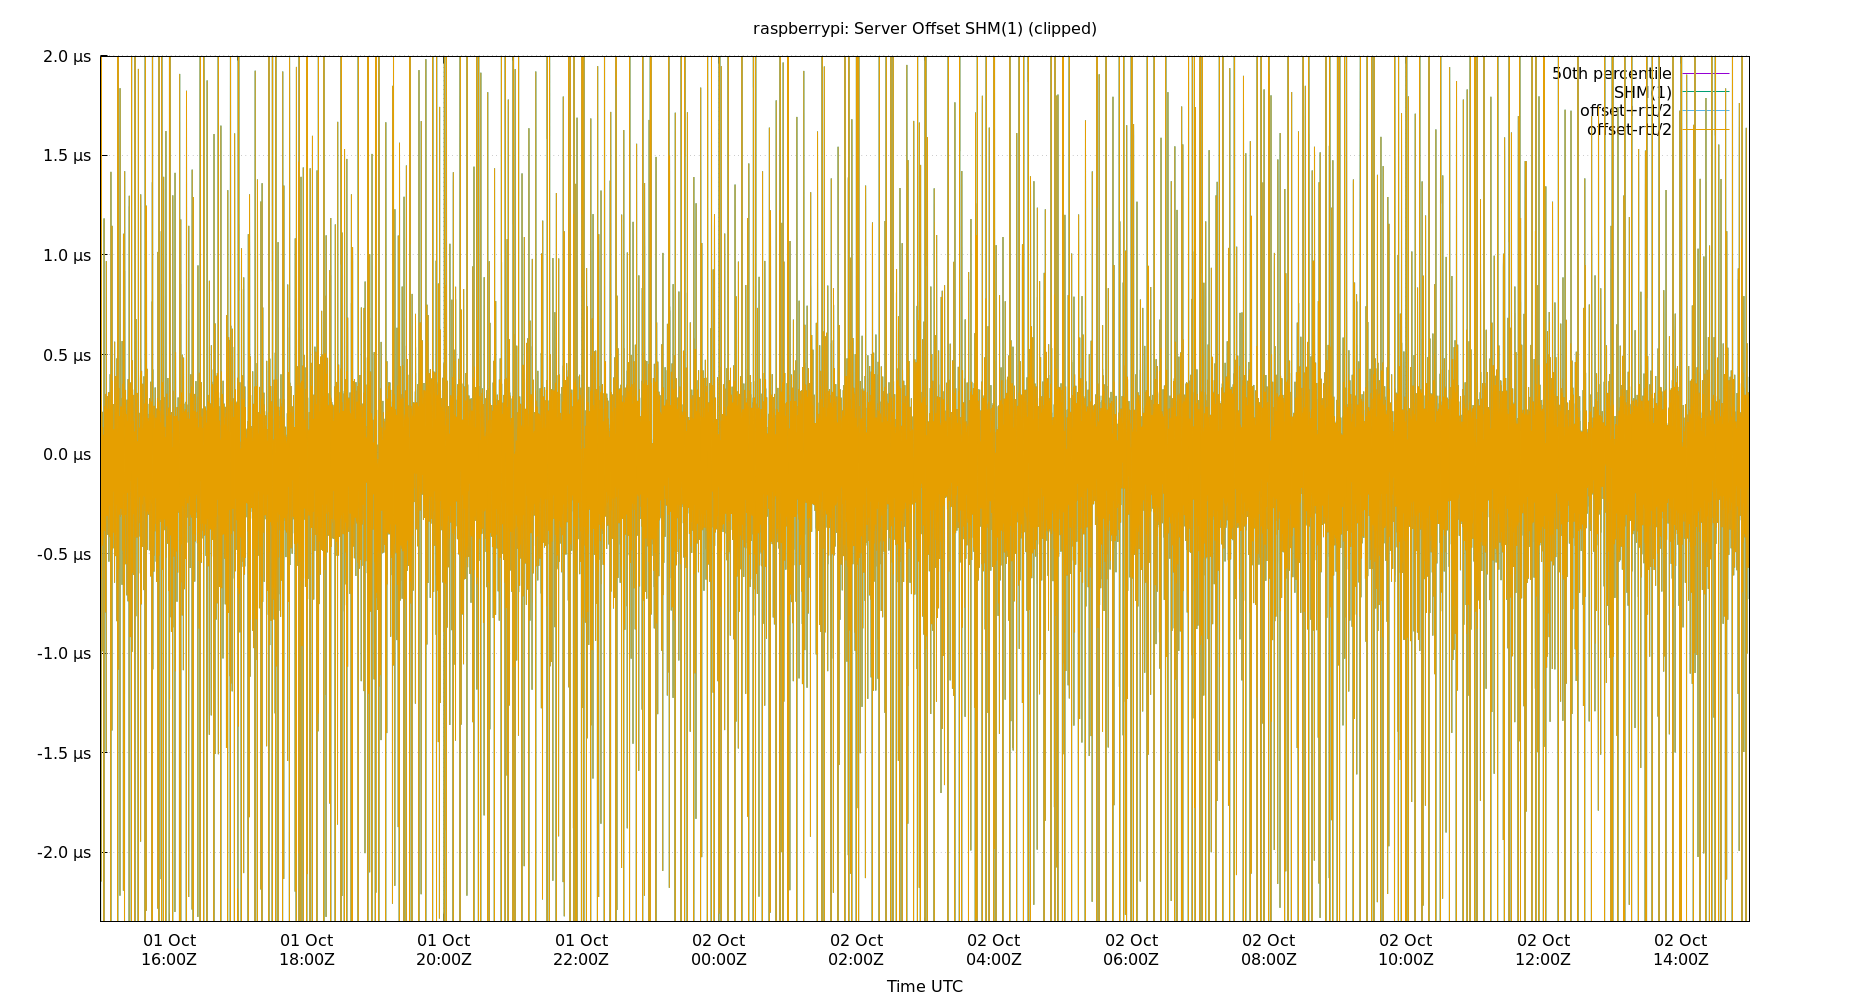 raspberrypi: Server Offset SHM(1) (clipped)
2.0 µs
1.5 µs
1.0 µs
0.5 µs
0.0 µs
-0.5 µs
-1.0 µs
-1.5 µs
-2.0 µs
50th percentile
SHM(1)
offset+rtt/2
offset-rtt/2
01 Oct
16:00Z
01 Oct
18:00Z
01 Oct
20:00Z
01 Oct
22:00Z
02 Oct
00:00Z
02 Oct
02:00Z
02 Oct
04:00Z
02 Oct
06:00Z
02 Oct
08:00Z
02 Oct
10:00Z
02 Oct
12:00Z
02 Oct
14:00Z
Time UTC